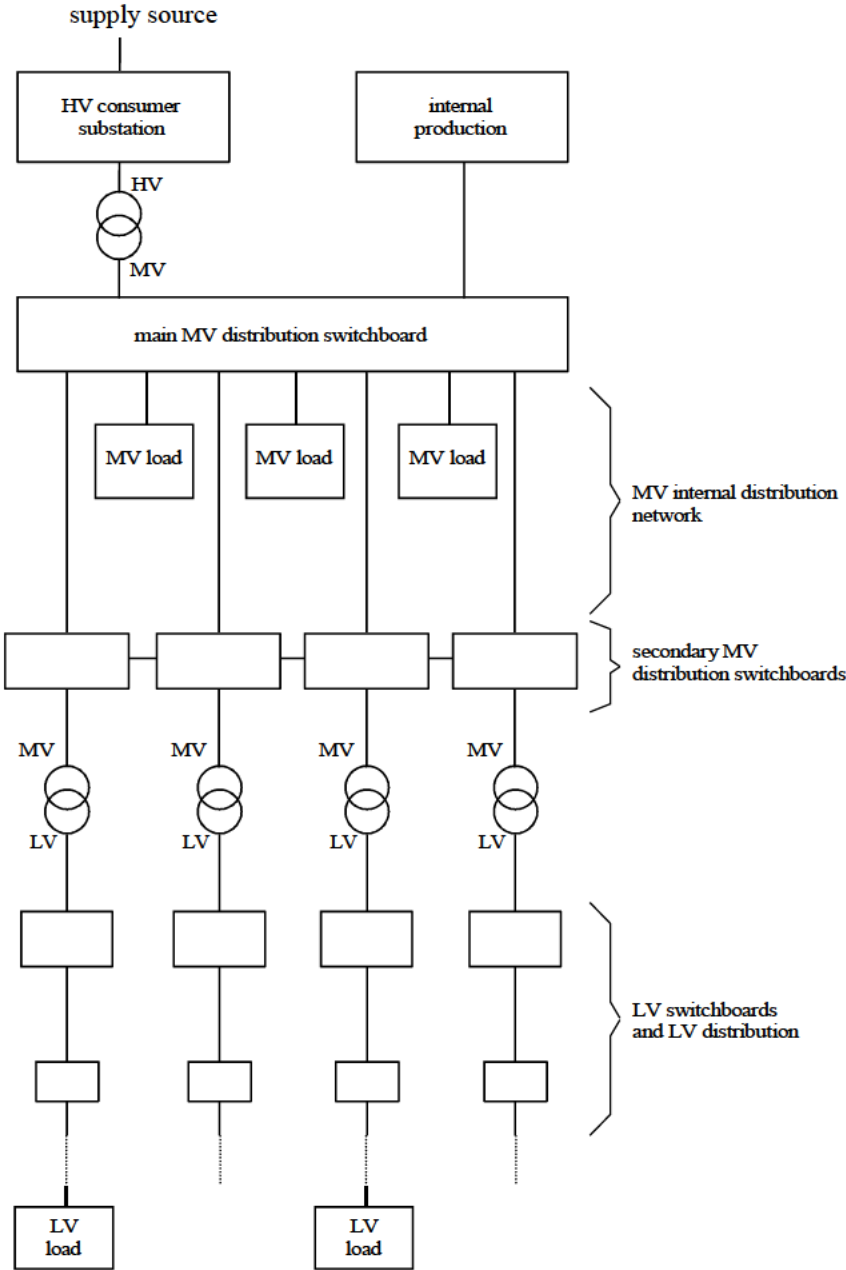 supply source
HV consumer
substation
internal
production
HV
MV
main MV distribution switchboard
MV load
MV load
MV load
MV internal distribution
network
secondary MV
distribution switchboards
MV
MV
MV
MV
LV
LV
LV
LV
LV switchboards
and LV distribution
LV
load
LV
load